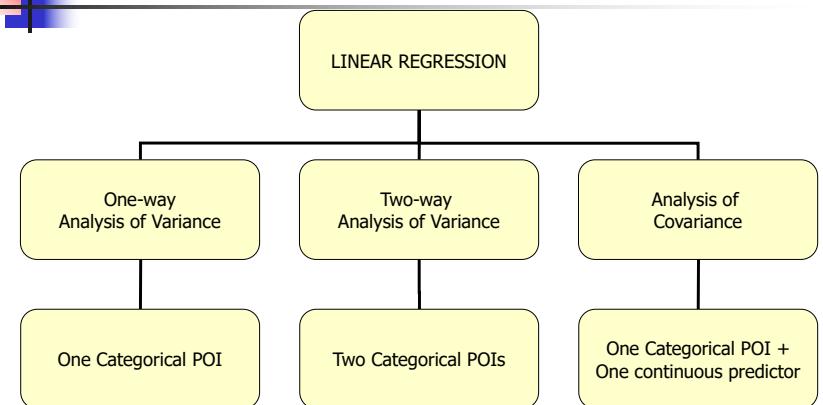 LINEAR REGRESSION
One-way
Analysis of Variance
Two-way
Analysis of Variance
Analysis of
Covariance
One Categorical POI
Two Categorical POIs
One Categorical POI +
One continuous predictor